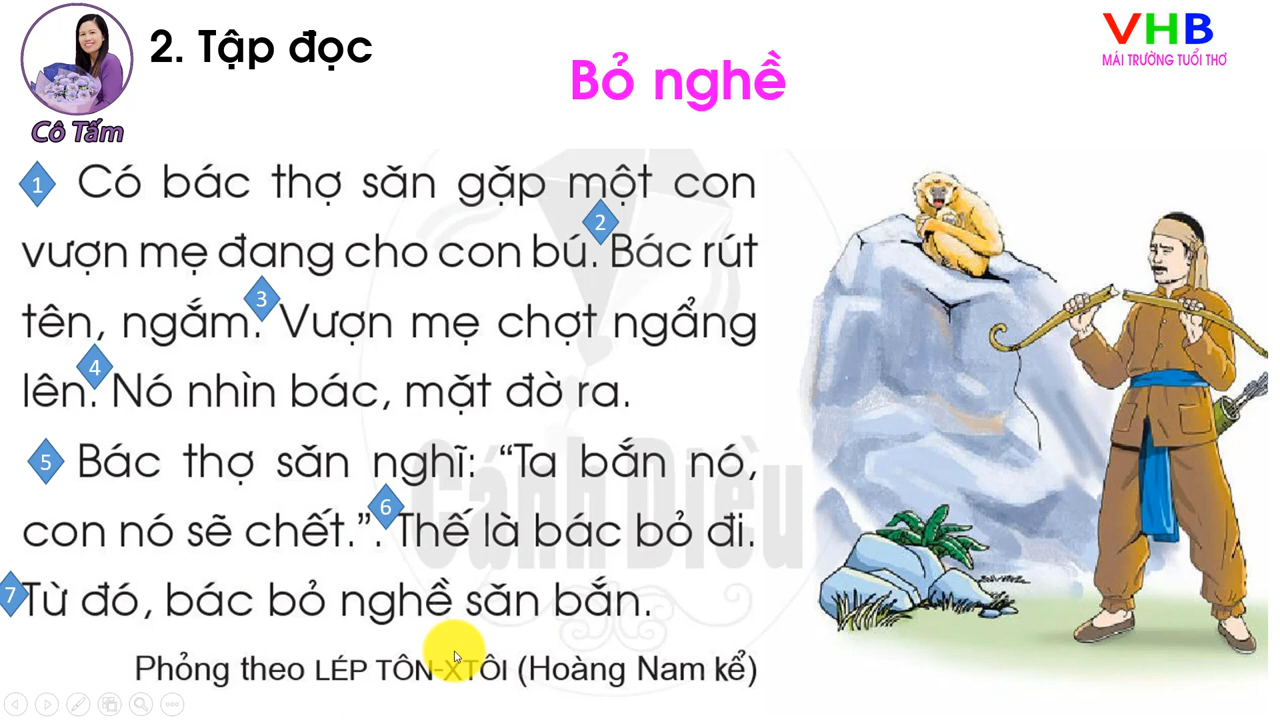 2. Tập đọc
VHB
MÁI TRƯỜNG TUỔI THƠ
Bỏ nghề
Cô Tấm
1 Có bác thợ săn gặp một con
2
vượn mẹ đang cho con bú. Bác rút
3
tên, ngắm. Vượn mẹ chợt ngẩng
4
lên. Nó nhìn bác, mặt đờ ra.
5 Bác thợ săn nghĩ: “Ta bắn nó,
6
con nó sẽ chết.”. Thế là bác bỏ đi.
7 Từ đó, bác bỏ nghề săn bắn.
Phỏng theo LÉP TÔN-XTÔI (Hoàng Nam kể)
Cánh Diều